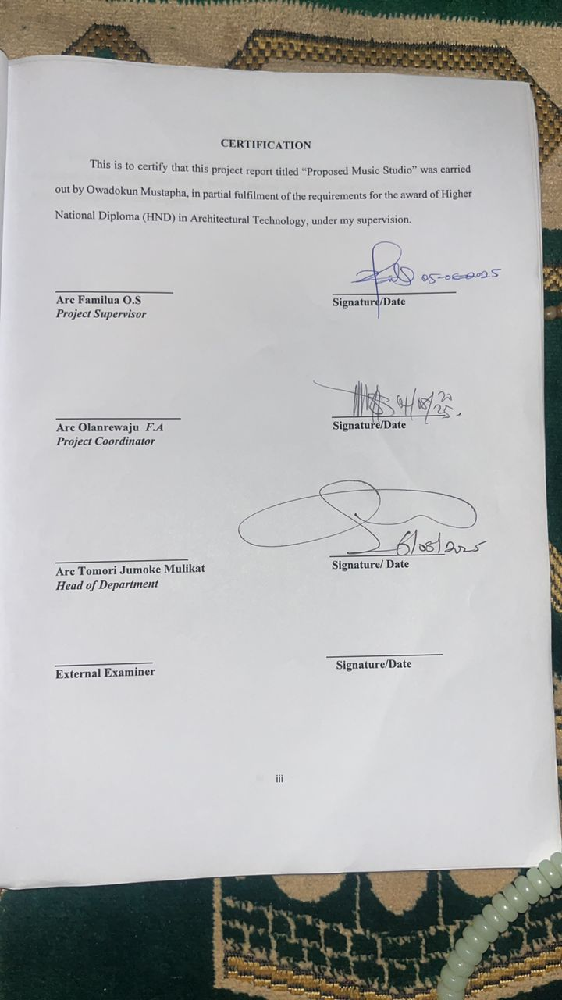 CERTIFICATION
This is to certify that this project report titled “Proposed Music Studio” was carried
out by Owadokun Mustapha, in partial fulfilment of the requirements for the award of Higher
National Diploma (HND) in Architectural Technology, under my supervision.
05-08-2025
Arc Familua O.S Signature/Date
Project Supervisor
04/08/2025.
Arc Olanrewaju F.A Signature/Date
Project Coordinator
6/08/2025
Arc Tomori Jumoke Mulikat Signature/ Date
Head of Department
External Examiner Signature/Date
iii